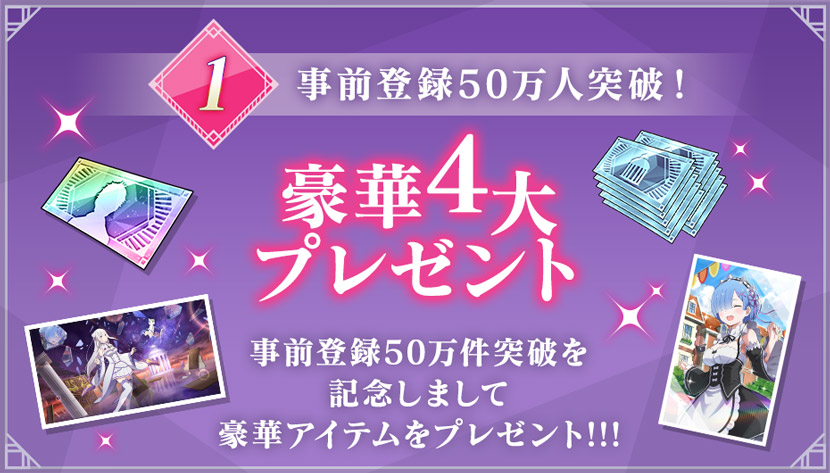 1
事前登録50万人突破！
豪華4大
プレゼント
事前登録50万件突破を
記念しまして
豪華アイテムをプレゼント!!!